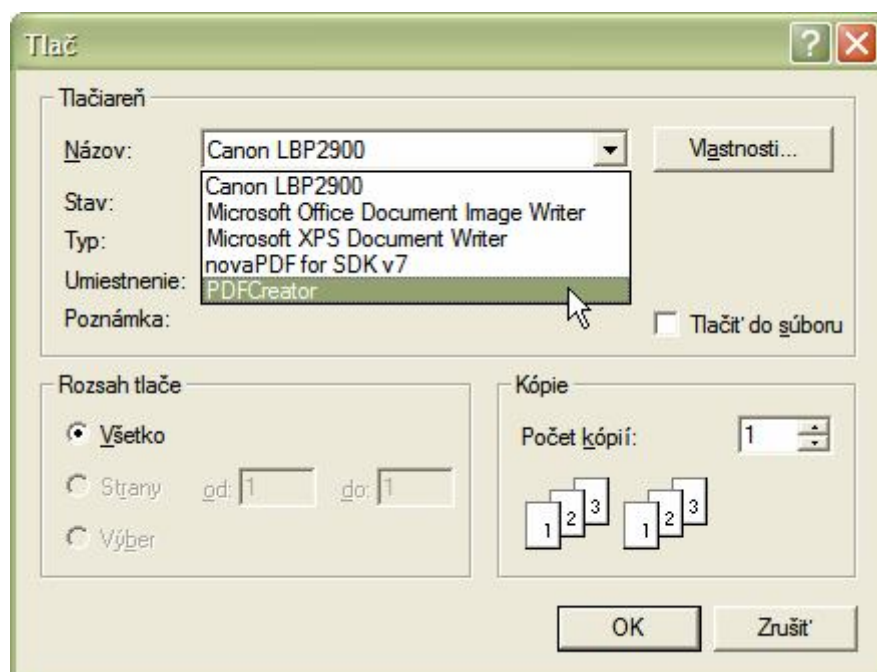 Tlač
Tlačiareň
Názov: Canon LBP2900 Vlastnosti...
Canon LBP2900
Stav:
Microsoft Office Document Image Writer
Typ:
Microsoft XPS Document Writer
novaPDF for SDK v7
Umiestnenie:
PDFCreator
Poznámka:
Tlačiť do súboru
Rozsah tlače
Všetko
Strany od: 1 do: 1
Výber
Kópie
Počet kópií: 1
1 2 3 1 2 3
OK Zrušiť